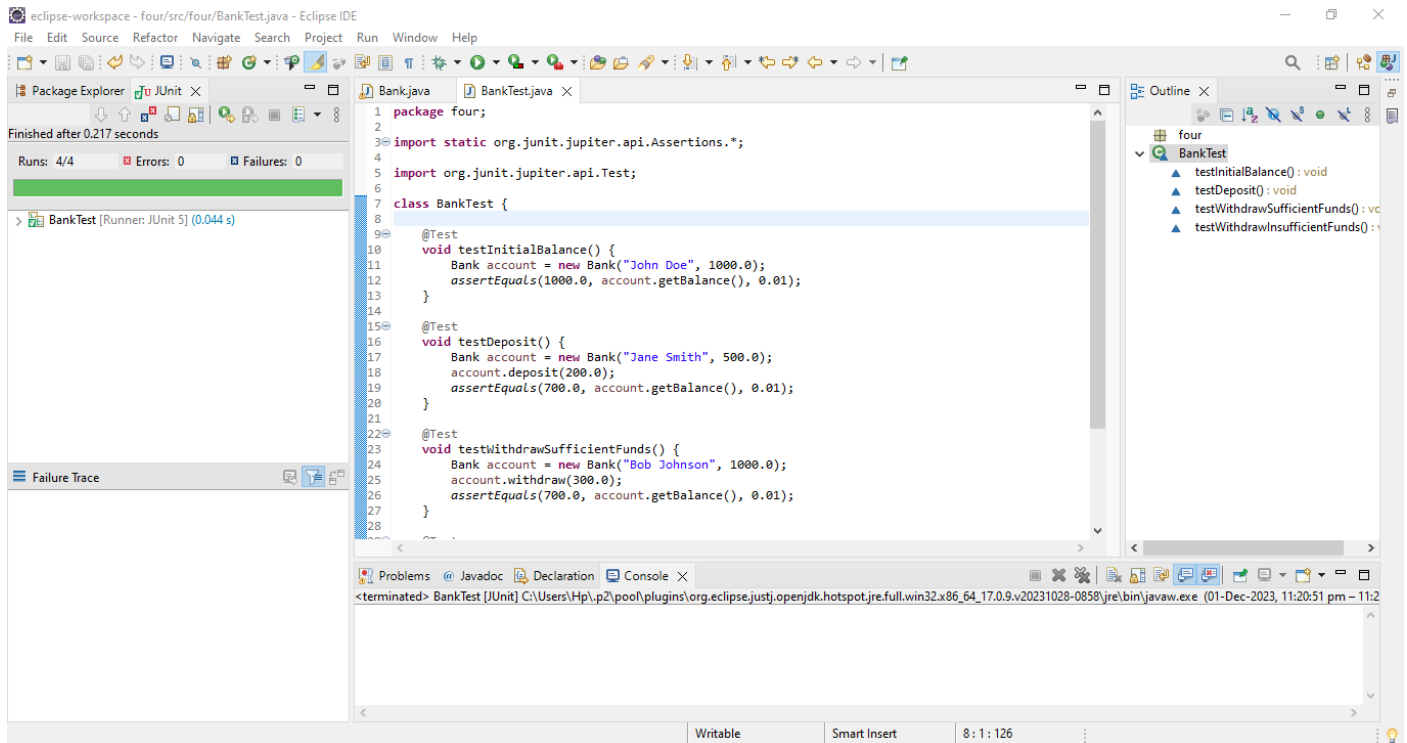 eclipse-workspace - four/src/four/BankTest.java - Eclipse IDE
File Edit Source Refactor Navigate Search Project Run Window Help
Package Explorer JUnit
Finished after 0.217 seconds
Runs: 4/4 Errors: 0 Failures: 0
BankTest [Runner: JUnit 5] (0.044 s)
Failure Trace
Bank.java BankTest.java
1 package four;
2
3 import static org.junit.jupiter.api.Assertions.*;
4
5 import org.junit.jupiter.api.Test;
6
7 class BankTest {
8
9 @Test
10 void testInitialBalance() {
11 Bank account = new Bank("John Doe", 1000.0);
12 assertEquals(1000.0, account.getBalance(), 0.01);
13 }
14
15 @Test
16 void testDeposit() {
17 Bank account = new Bank("Jane Smith", 500.0);
18 account.deposit(200.0);
19 assertEquals(700.0, account.getBalance(), 0.01);
20 }
21
22 @Test
23 void testWithdrawSufficientFunds() {
24 Bank account = new Bank("Bob Johnson", 1000.0);
25 account.withdraw(300.0);
26 assertEquals(700.0, account.getBalance(), 0.01);
27 }
28
Outline
four
BankTest
testInitialBalance() : void
testDeposit() : void
testWithdrawSufficientFunds() : vo
testWithdrawInsufficientFunds() :
Problems @ Javadoc Declaration Console
<terminated> BankTest [JUnit] C:\Users\Hp\.p2\pool\plugins\org.eclipse.justj.openjdk.hotspot.jre.full.win32.x86_64_17.0.9.v20231028-0858\jre\bin\javaw.exe (01-Dec-2023, 11:20:51 pm – 11:2
Writable Smart Insert 8 : 1 : 126